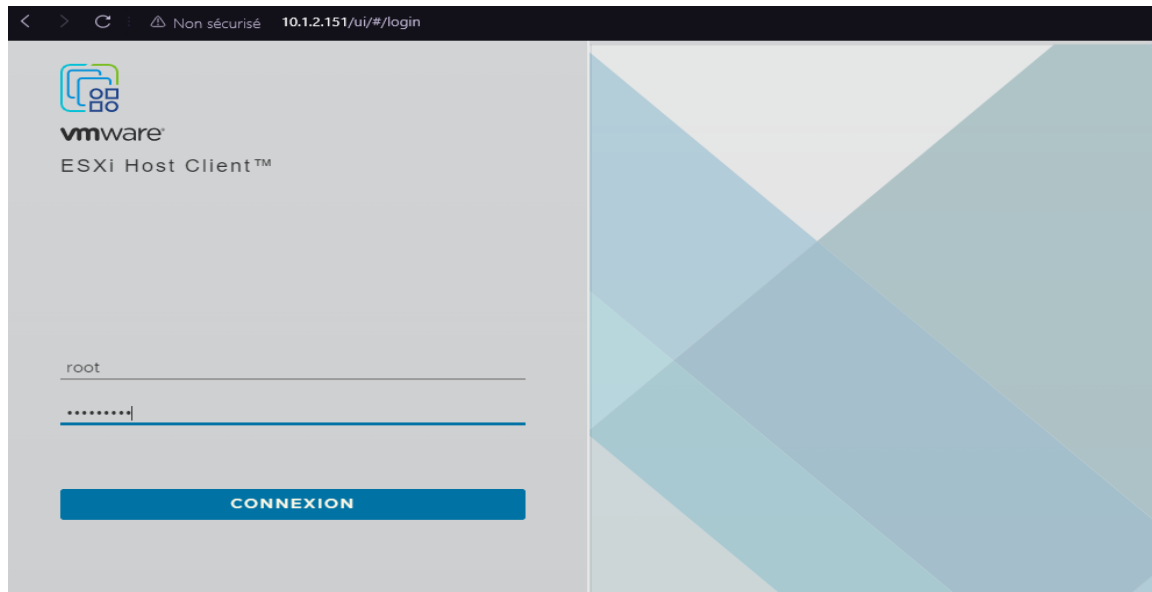 Non sécurisé 10.1.2.151/ui/#/login
vmware®
ESXi Host Client™
root
•••••••••
CONNEXION